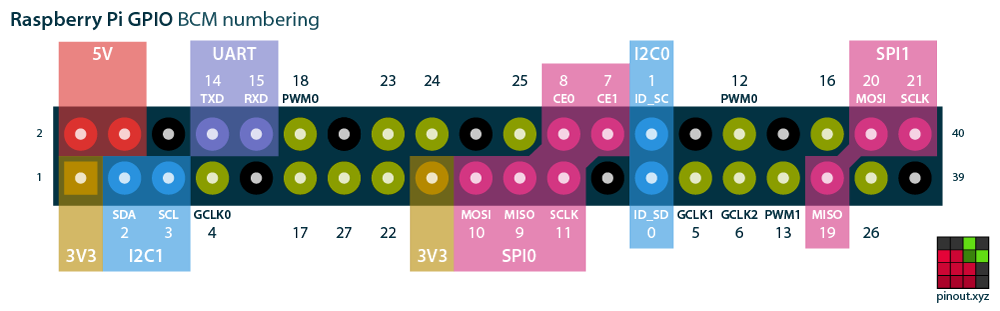 Raspberry Pi GPIO BCM numbering
5V UART I2C0 SPI1
14 15 18 23 24 25 8 7 1 12 16 20 21
TXD RXD PWM0 CE0 CE1 ID_SC PWM0 MOSI SCLK
2 40
1 39
SDA SCL GCLK0 MOSI MISO SCLK ID_SD GCLK1 GCLK2 PWM1 MISO
2 3 4 17 27 22 10 9 11 0 5 6 13 19 26
3V3 I2C1 3V3 SPI0
pinout.xyz